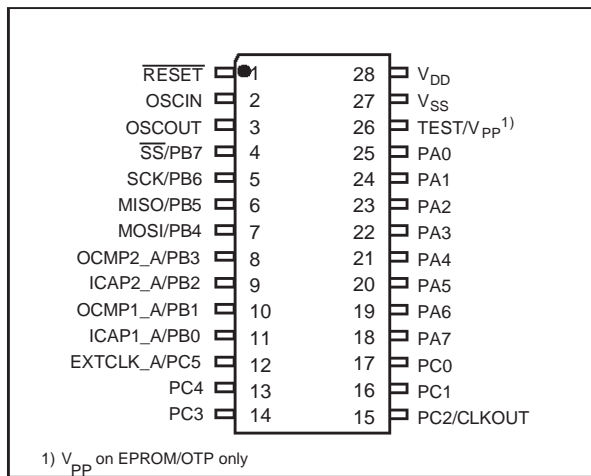 RESET 1 28 VDD
OSCIN 2 27 VSS
OSCOUT 3 26 TEST/VPP1)
SS/PB7 4 25 PA0
SCK/PB6 5 24 PA1
MISO/PB5 6 23 PA2
MOSI/PB4 7 22 PA3
OCMP2_A/PB3 8 21 PA4
ICAP2_A/PB2 9 20 PA5
OCMP1_A/PB1 10 19 PA6
ICAP1_A/PB0 11 18 PA7
EXTCLK_A/PC5 12 17 PC0
PC4 13 16 PC1
PC3 14 15 PC2/CLKOUT
1) VPP on EPROM/OTP only